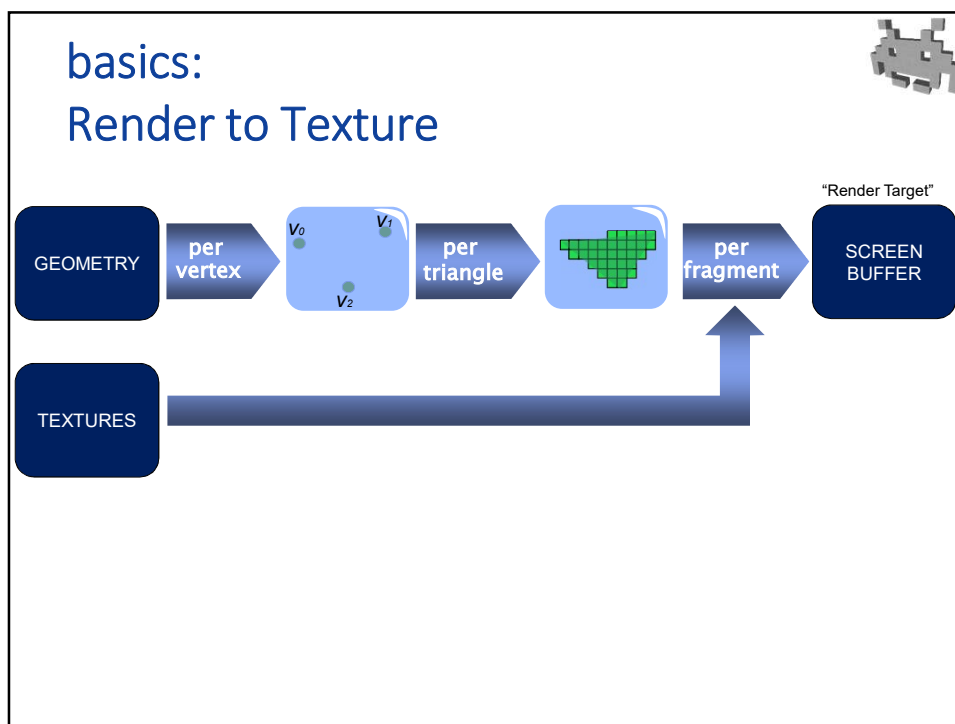 basics:
Render to Texture
“Render Target”
GEOMETRY
per
vertex
V0
V1
V2
per
triangle
per
fragment
SCREEN
BUFFER
TEXTURES